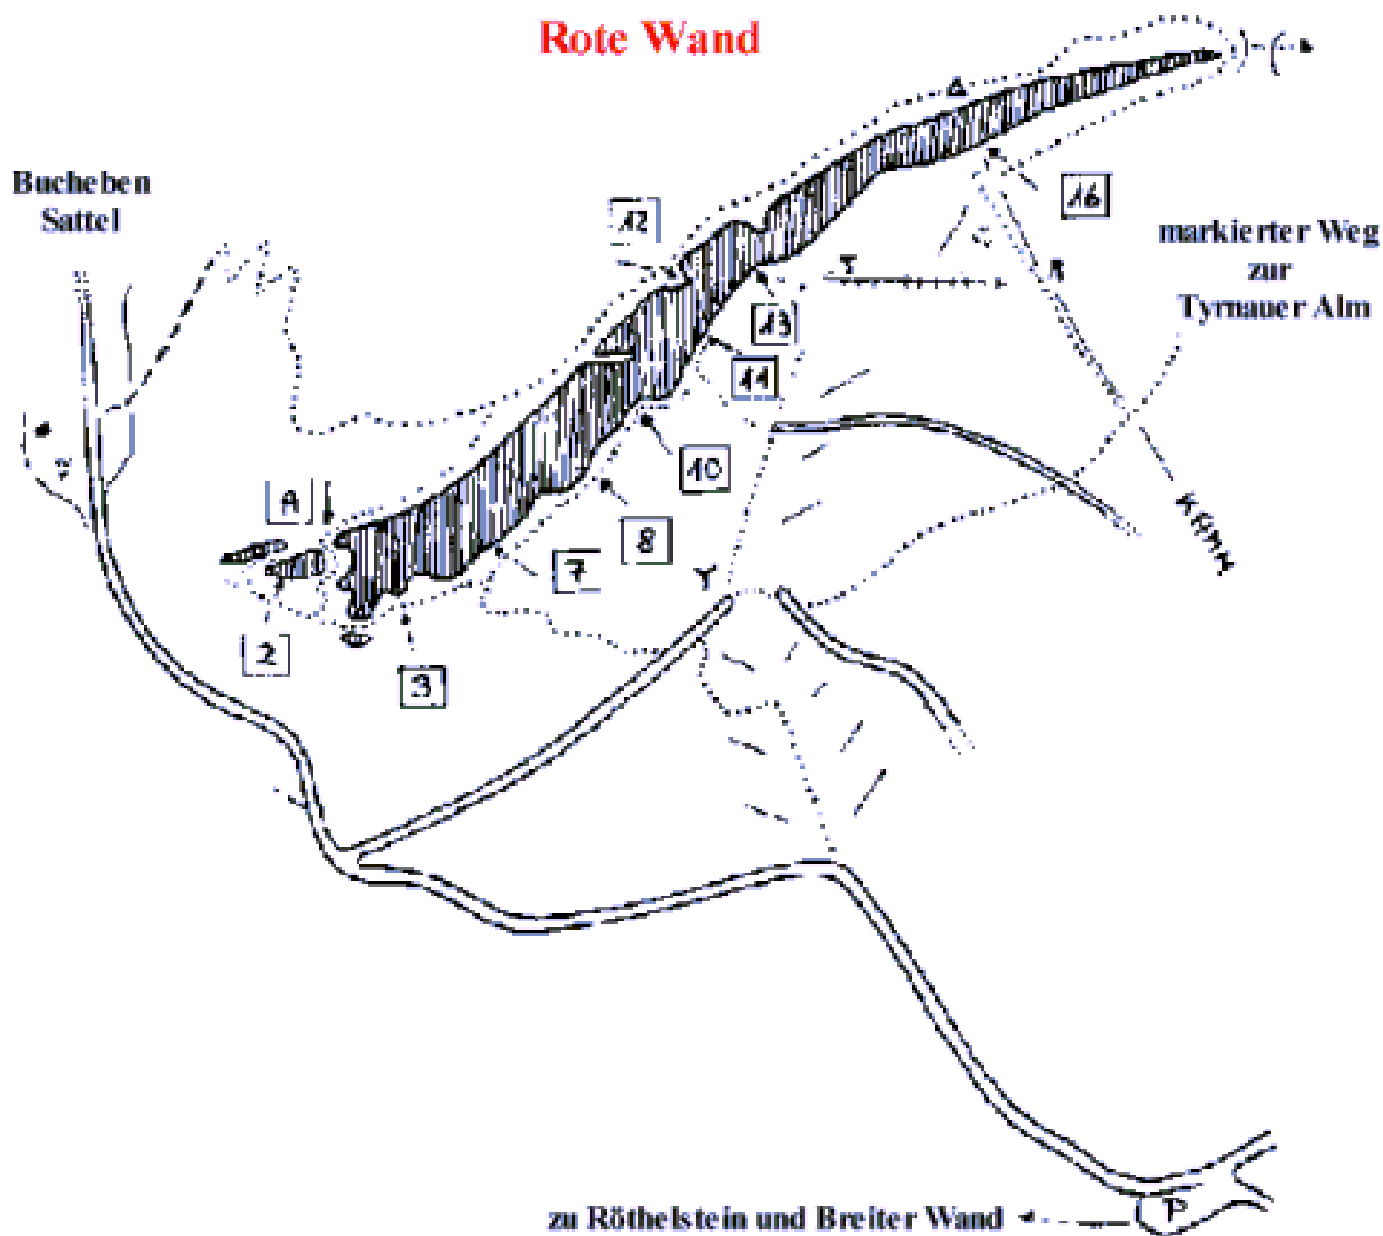 Rote Wand
Bucheben
Sattel
12
16
markierter Weg
zur
Tyrnauer Alm
13
11
10
8
7
2
3
P
zu Röthelstein und Breiter Wand